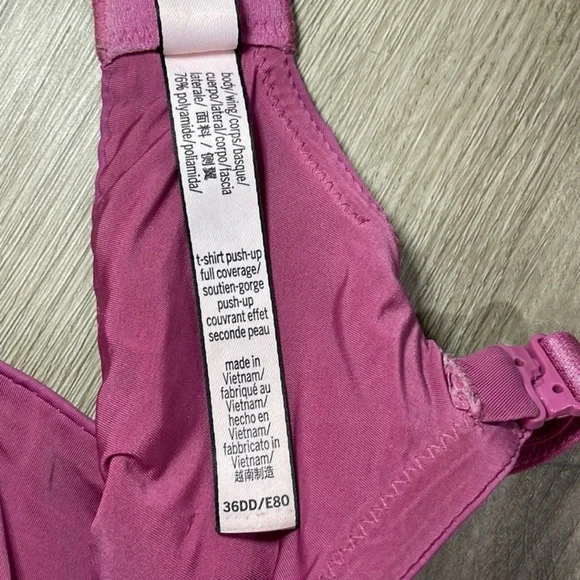 body/wing/corps/basque/
cuerpo/lateral/corpo/fascia
laterale/ 面料 / 侧翼
76% polyamide/poliamida/
t-shirt push-up
full coverage/
soutien-gorge
push-up
couvrant effet
seconde peau
made in
Vietnam/
fabriqué au
Vietnam/
hecho en
Vietnam/
fabbricato in
Vietnam/
越南制造
36DD/E80